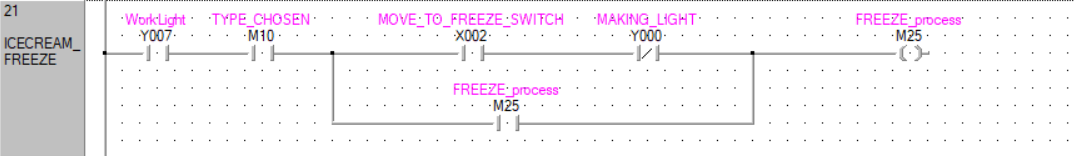 21
ICECREAM_
FREEZE
WorkLight TYPE_CHOSEN MOVE_TO_FREEZE_SWITCH MAKING_LIGHT FREEZE_process
Y007 M10 X002 Y000 M25
FREEZE_process
M25